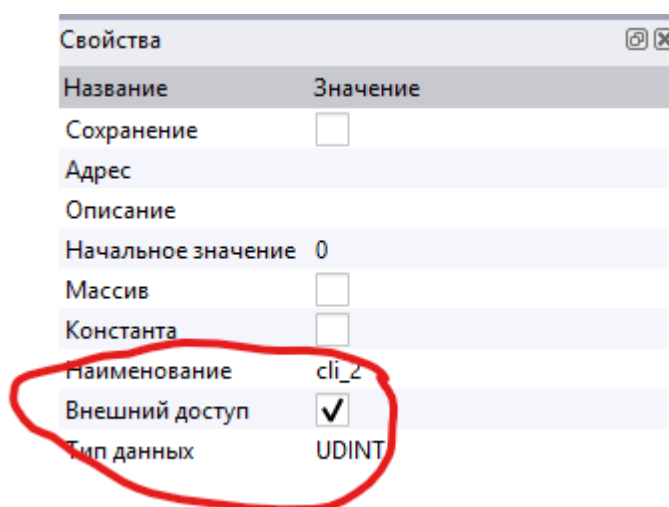 Свойства
Название Значение
Сохранение
Адрес
Описание
Начальное значение 0
Массив
Константа
Наименование cli_2
Внешний доступ
Тип данных UDINT